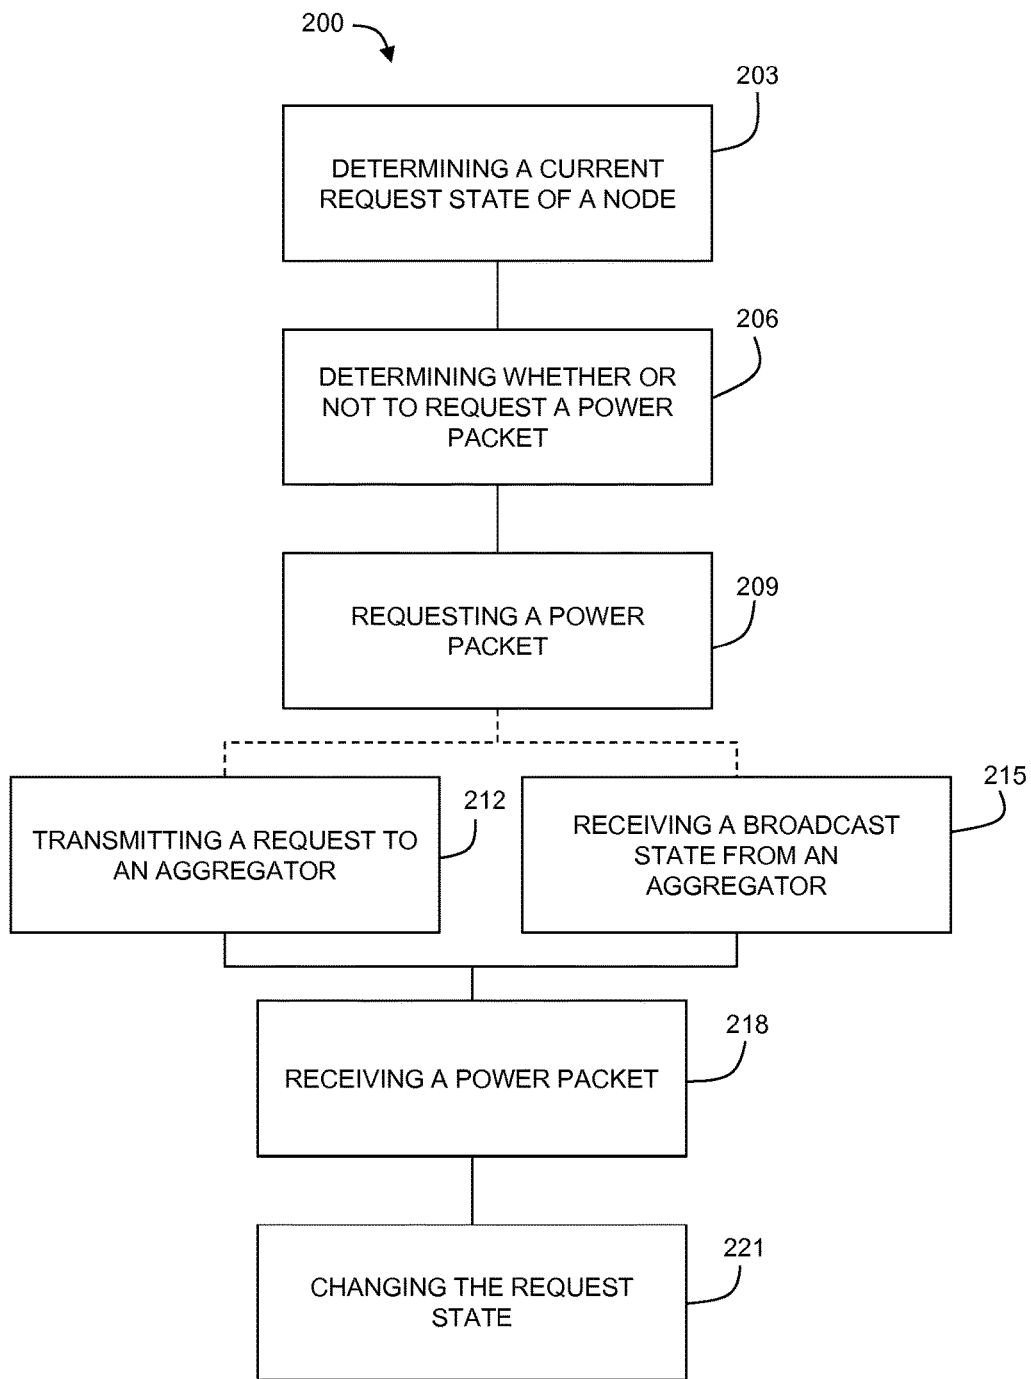 200
203
DETERMINING A CURRENT
REQUEST STATE OF A NODE
206
DETERMINING WHETHER OR
NOT TO REQUEST A POWER
PACKET
209
REQUESTING A POWER
PACKET
212
TRANSMITTING A REQUEST TO
AN AGGREGATOR
215
RECEIVING A BROADCAST
STATE FROM AN
AGGREGATOR
218
RECEIVING A POWER PACKET
221
CHANGING THE REQUEST
STATE